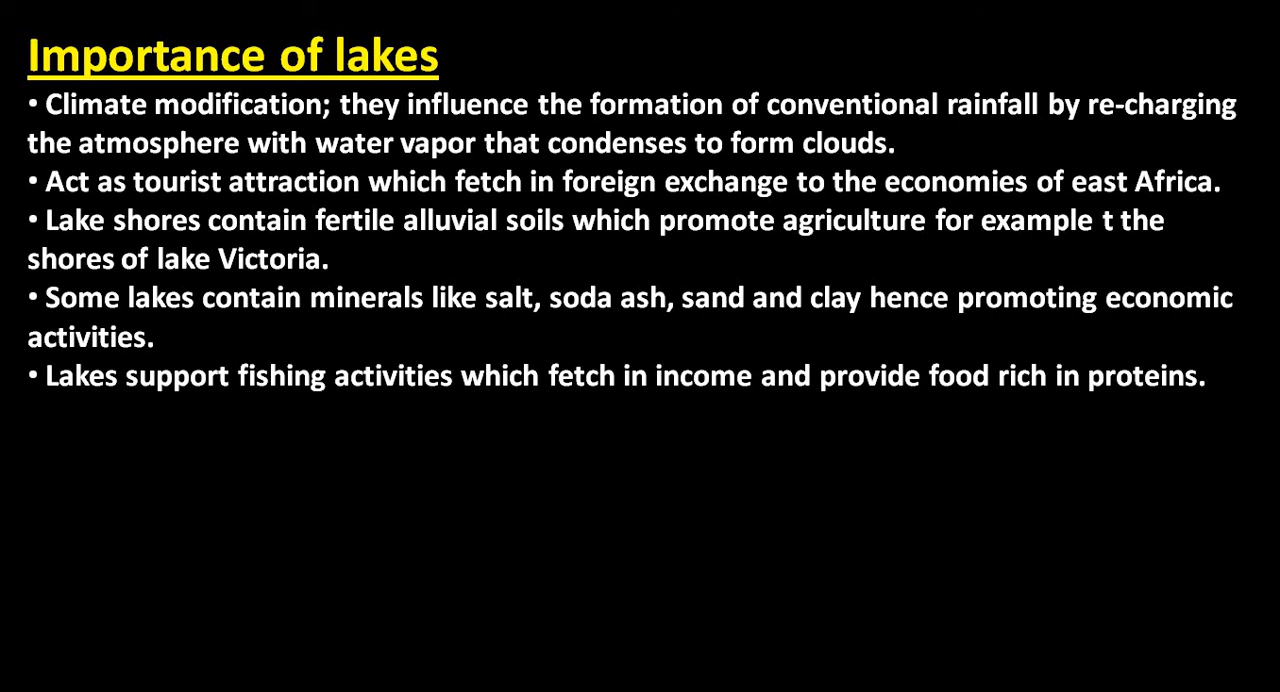 Importance of lakes
• Climate modification; they influence the formation of conventional rainfall by re-charging
the atmosphere with water vapor that condenses to form clouds.
• Act as tourist attraction which fetch in foreign exchange to the economies of east Africa.
• Lake shores contain fertile alluvial soils which promote agriculture for example t the
shores of lake Victoria.
• Some lakes contain minerals like salt, soda ash, sand and clay hence promoting economic
activities.
• Lakes support fishing activities which fetch in income and provide food rich in proteins.